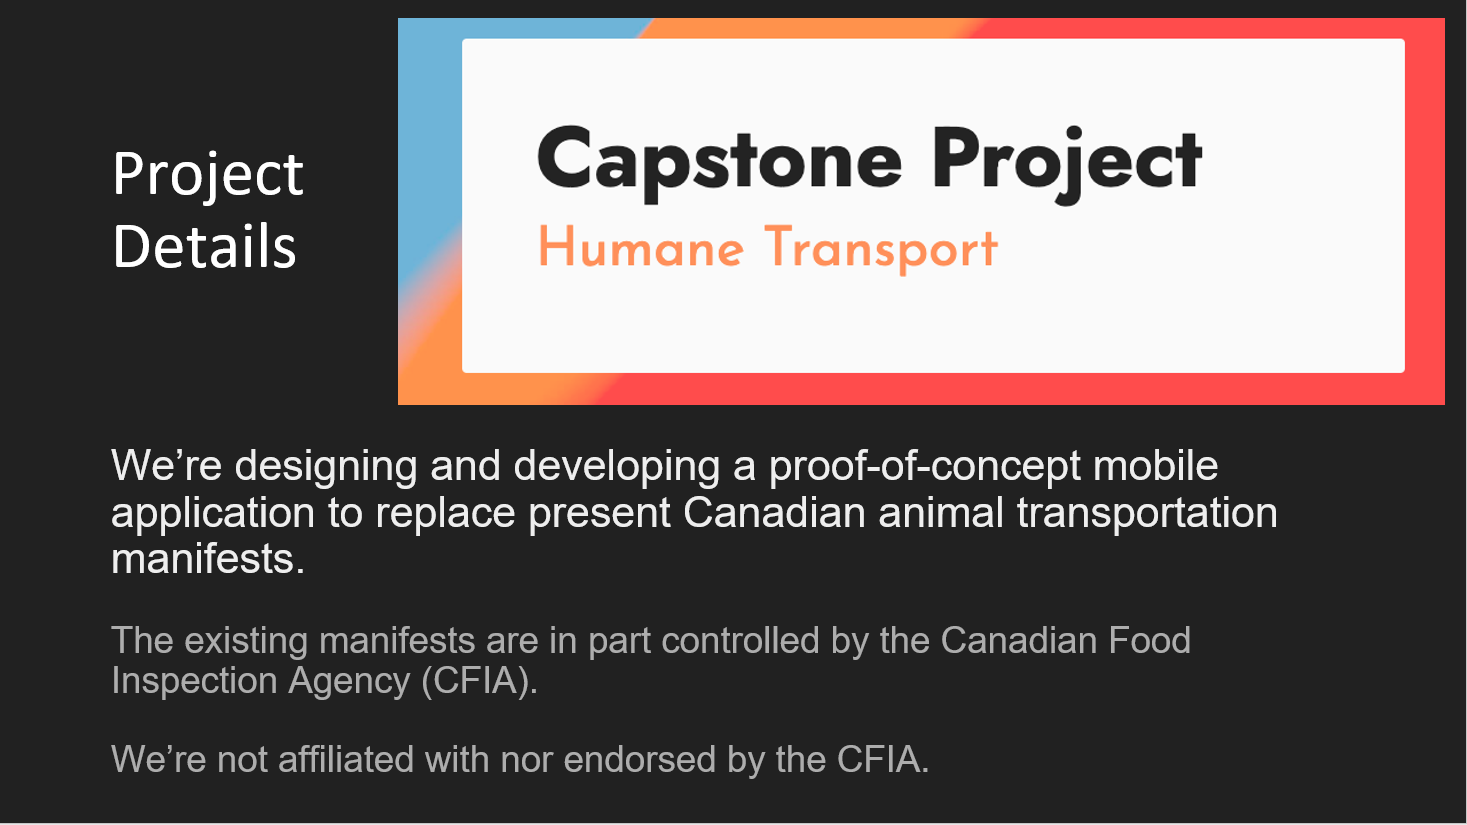 Project
Details
Capstone Project
Humane Transport
We’re designing and developing a proof-of-concept mobile
application to replace present Canadian animal transportation
manifests.
The existing manifests are in part controlled by the Canadian Food
Inspection Agency (CFIA).
We’re not affiliated with nor endorsed by the CFIA.